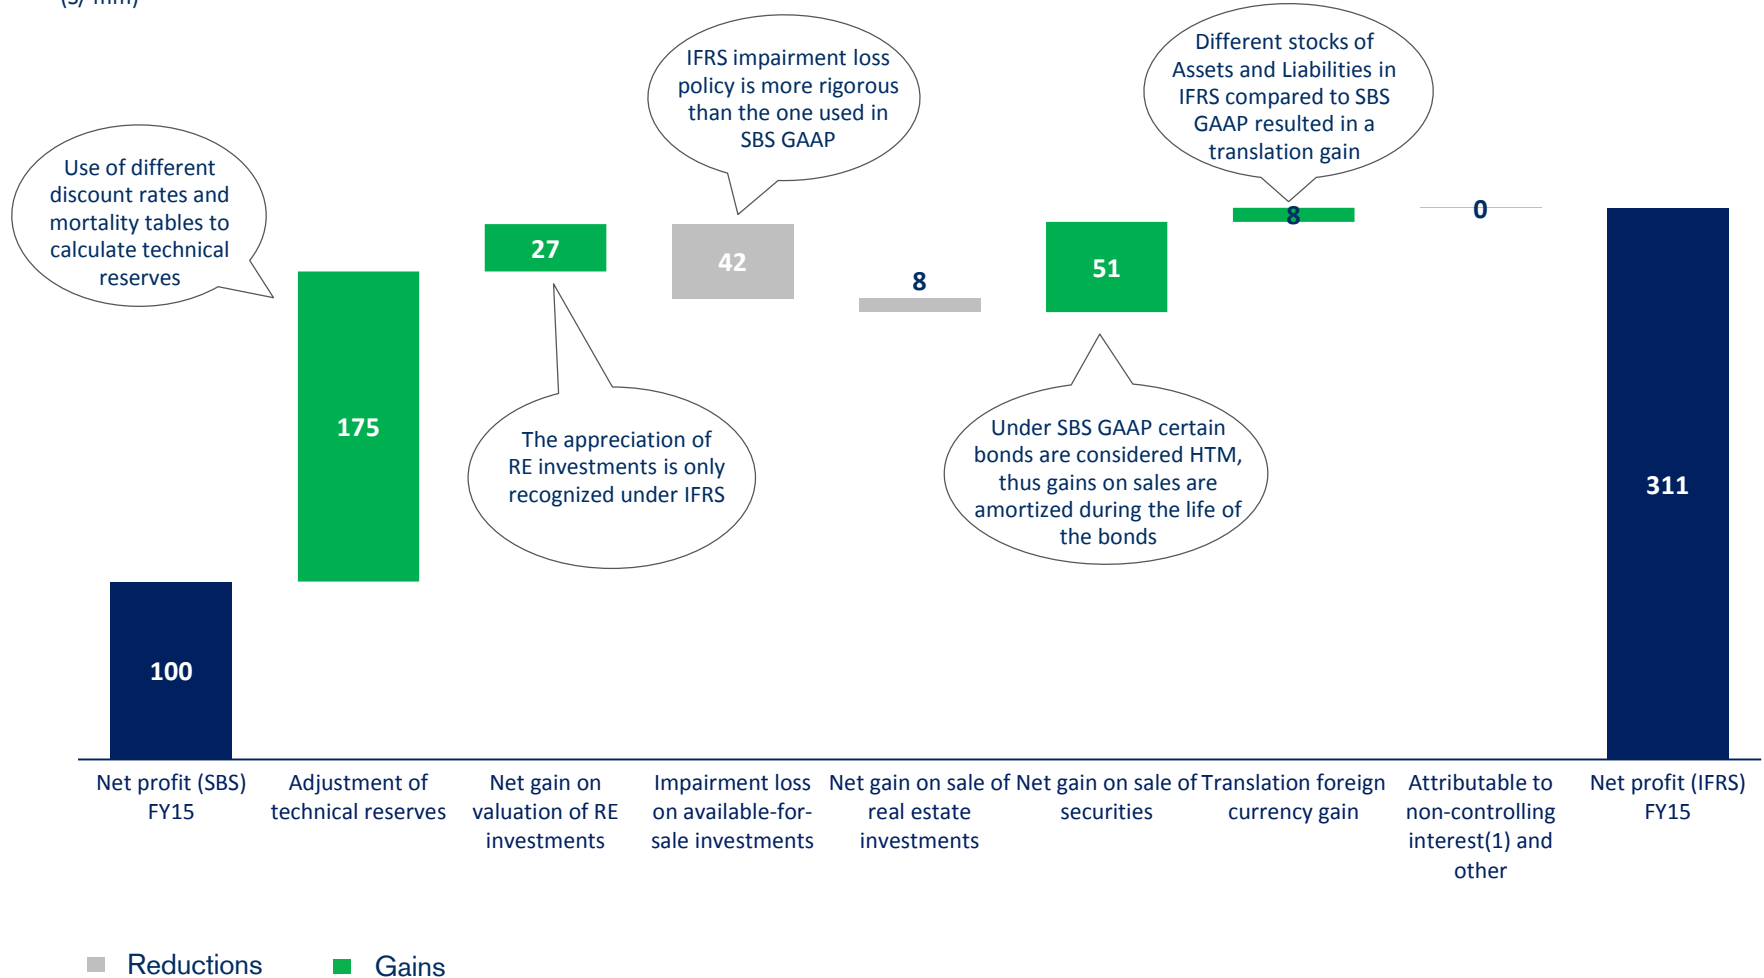 (S/ mm)
IFRS impairment loss
policy is more rigorous
than the one used in
SBS GAAP
Different stocks of
Assets and Liabilities in
IFRS compared to SBS
GAAP resulted in a
translation gain
Use of different
discount rates and
mortality tables to
calculate technical
reserves
100
175
27
42
8
51
8
0
311
The appreciation of
RE investments is only
recognized under IFRS
Under SBS GAAP certain
bonds are considered HTM,
thus gains on sales are
amortized during the life of
the bonds
Net profit (SBS)
FY15
Adjustment of
technical reserves
Net gain on
valuation of RE
investments
Impairment loss
on available-for-
sale investments
Net gain on sale of
real estate
investments
Net gain on sale of
securities
Translation foreign
currency gain
Attributable to
non-controlling
interest(1) and
other
Net profit (IFRS)
FY15
Reductions
Gains